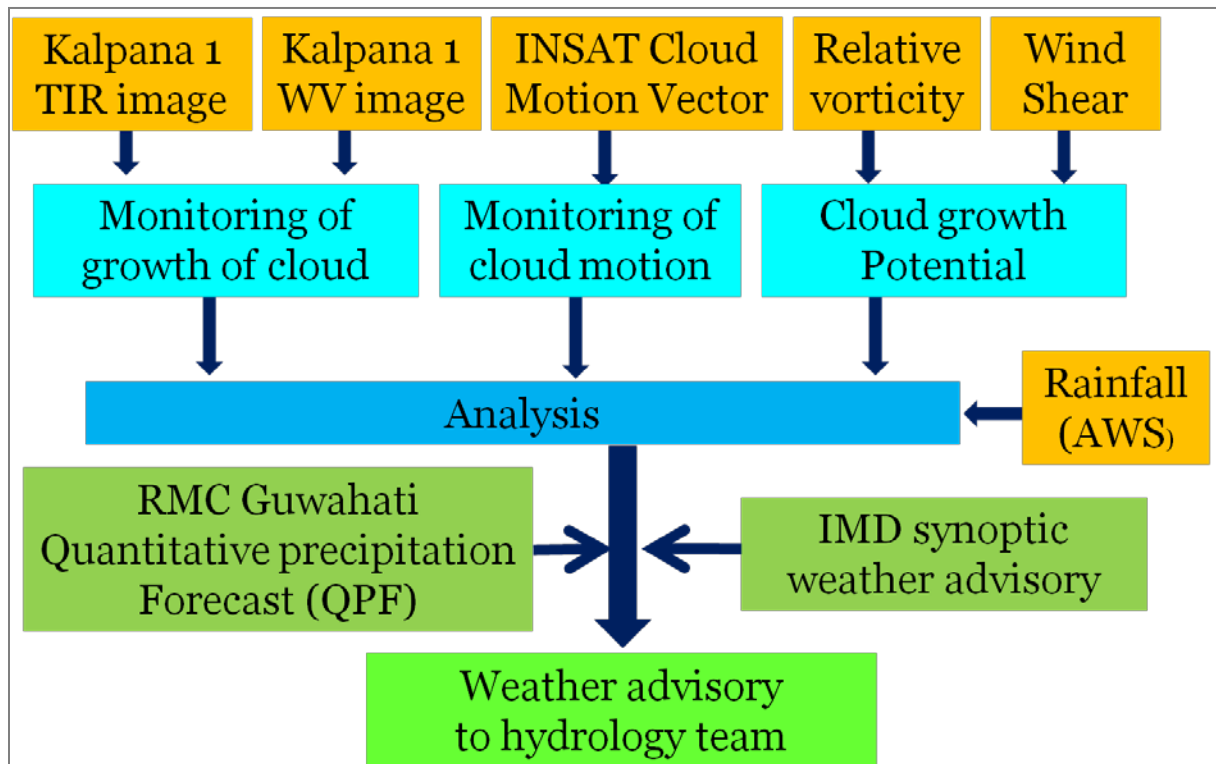 Kalpana 1
TIR image
Kalpana 1
WV image
INSAT Cloud
Motion Vector
Relative
vorticity
Wind
Shear
Monitoring of
growth of cloud
Monitoring of
cloud motion
Cloud growth
Potential
Analysis
Rainfall
(AWS)
RMC Guwahati
Quantitative precipitation
Forecast (QPF)
IMD synoptic
weather advisory
Weather advisory
to hydrology team